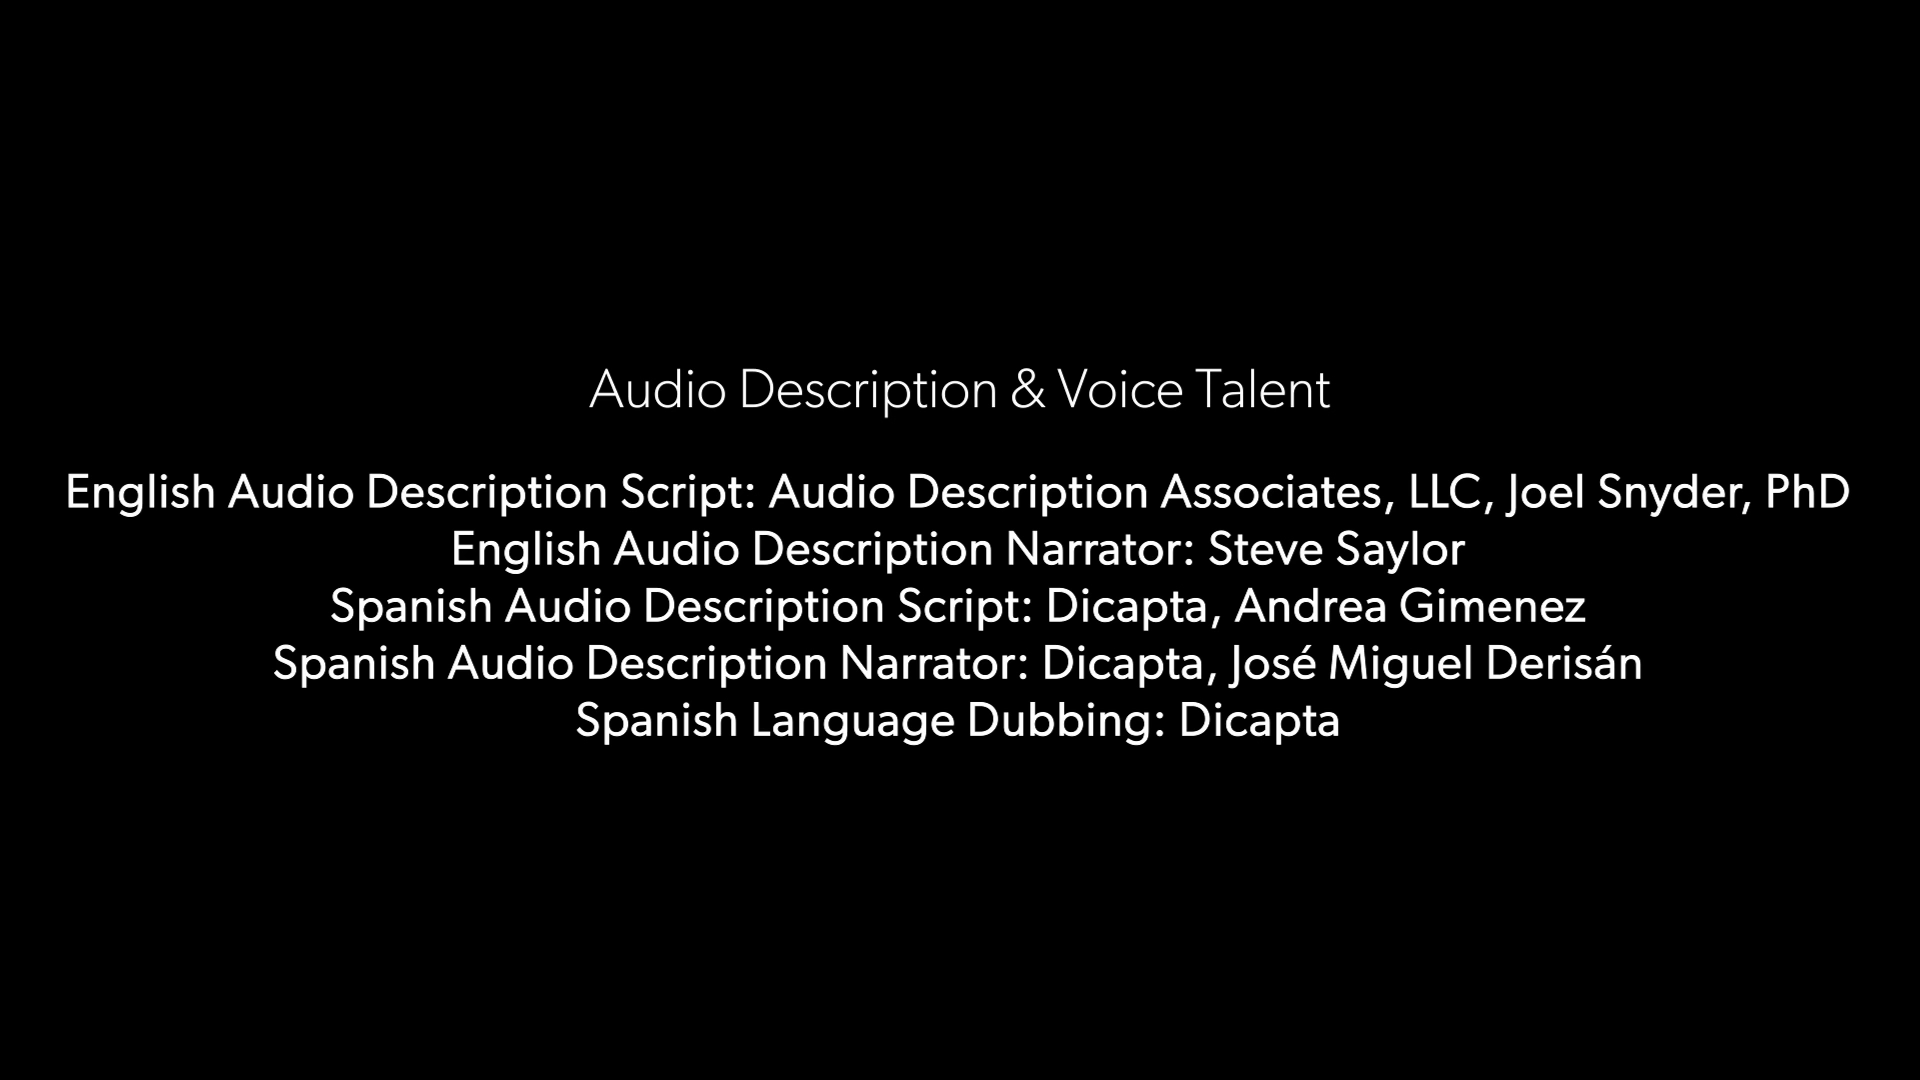 Audio Description & Voice Talent
English Audio Description Script: Audio Description Associates, LLC, Joel Snyder, PhD
English Audio Description Narrator: Steve Saylor
Spanish Audio Description Script: Dicapta, Andrea Gimenez
Spanish Audio Description Narrator: Dicapta, José Miguel Derisán
Spanish Language Dubbing: Dicapta